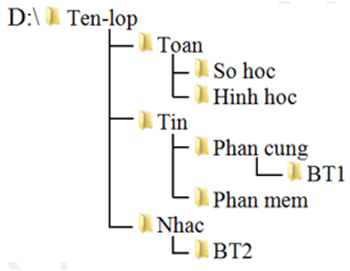 D:\ Ten-lop
Toan
So hoc
Hinh hoc
Tin
Phan cung
BT1
Phan mem
Nhac
BT2